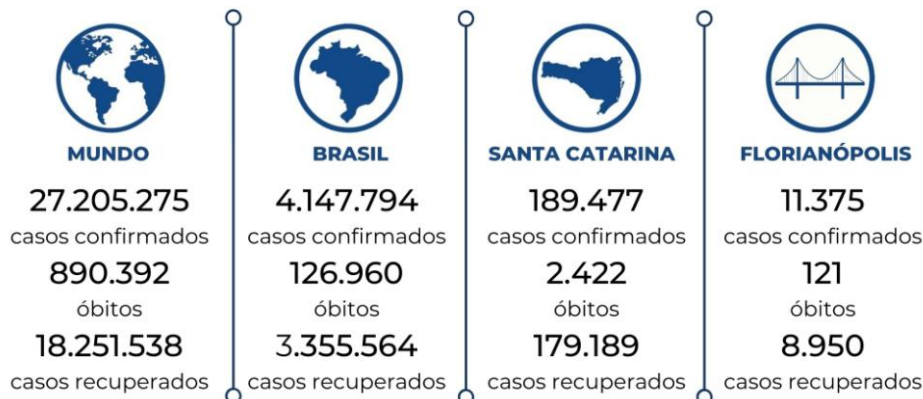 MUNDO
27.205.275
casos confirmados
890.392
óbitos
18.251.538
casos recuperados
BRASIL
4.147.794
casos confirmados
126.960
óbitos
3.355.564
casos recuperados
SANTA CATARINA
189.477
casos confirmados
2.422
óbitos
179.189
casos recuperados
FLORIANÓPOLIS
11.375
casos confirmados
121
óbitos
8.950
casos recuperados